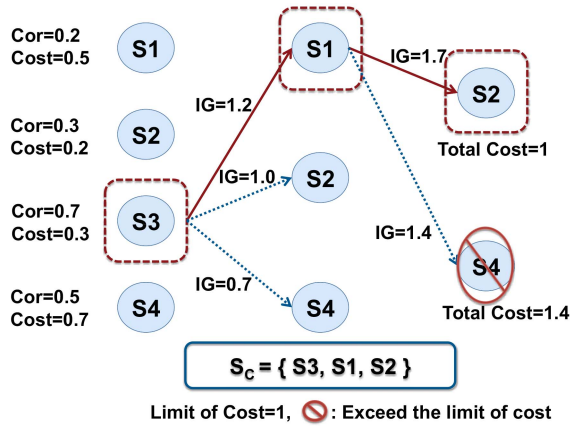 Cor=0.2
Cost=0.5
S1
S1
IG=1.7
S2
Total Cost=1
IG=1.2
Cor=0.3
Cost=0.2
S2
IG=1.0
S2
Cor=0.7
Cost=0.3
S3
IG=1.4
S4
Total Cost=1.4
IG=0.7
Cor=0.5
Cost=0.7
S4
S4
SC = { S3, S1, S2 }
Limit of Cost=1, : Exceed the limit of cost